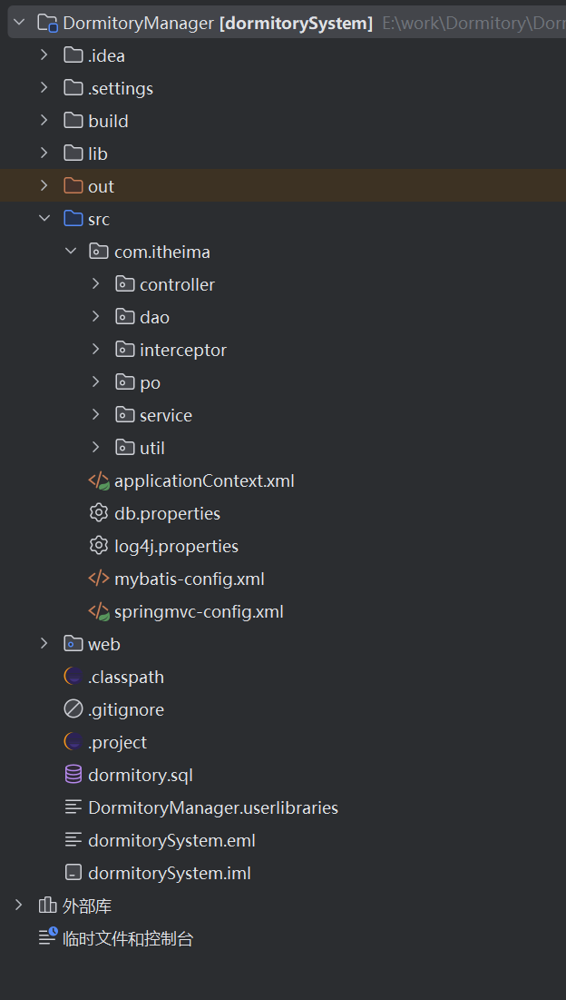 DormitoryManager [dormitorySystem] E:\work\Dormitory\Dorm
.idea
.settings
build
lib
out
src
com.itheima
controller
dao
interceptor
po
service
util
applicationContext.xml
db.properties
log4j.properties
mybatis-config.xml
springmvc-config.xml
web
.classpath
.gitignore
.project
dormitory.sql
DormitoryManager.userlibraries
dormitorySystem.eml
dormitorySystem.iml
外部库
临时文件和控制台